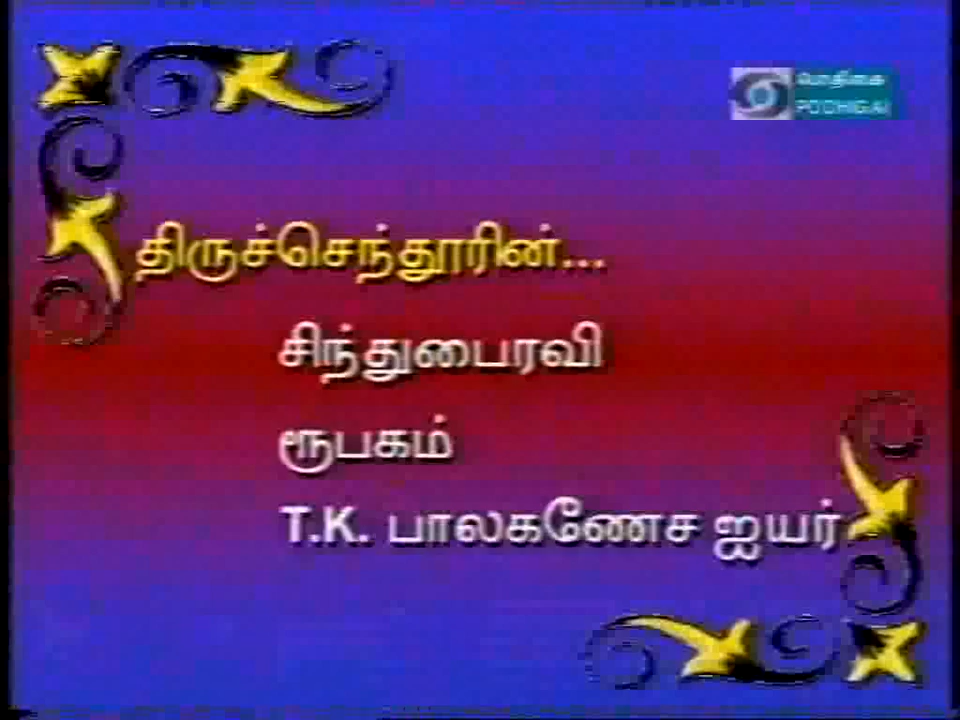 பொதிகை
PODHIGAI
திருச்செந்தூரின்...
சிந்துபைரவி
ரூபகம்
T.K. பாலகணேச ஐயர்